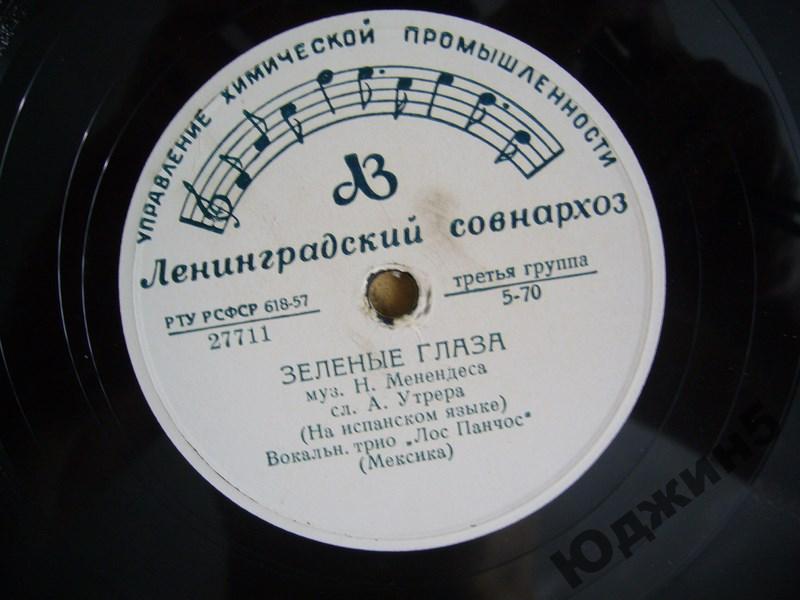 УПРАВЛЕНИЕ ХИМИЧЕСКОЙ ПРОМЫШЛЕННОСТИ
ЛЗ
Ленинградский совнархоз
РТУ РСФСР 618-57
27711
третья группа
5-70
ЗЕЛЕНЫЕ ГЛАЗА
муз. Н. Менендеса
сл. А. Утрера
(На испанском языке)
Вокальн. трио „Лос Панчос"
(Мексика)
Юджин5